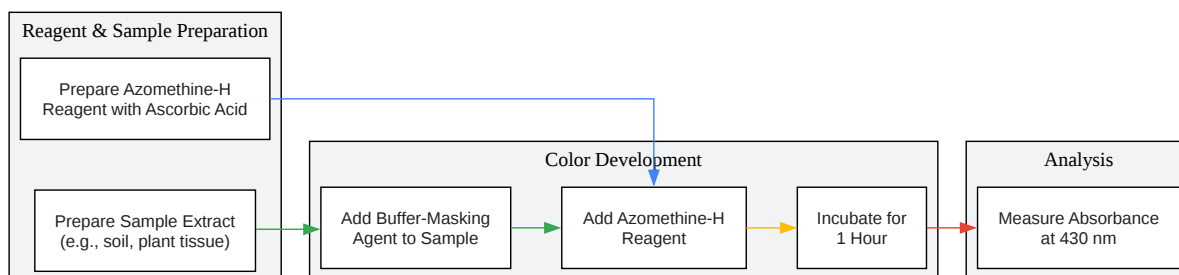 Reagent & Sample Preparation
Prepare Azomethine-H
Reagent with Ascorbic Acid
Prepare Sample Extract
(e.g., soil, plant tissue)
Color Development
Add Buffer-Masking
Agent to Sample
Add Azomethine-H
Reagent
Incubate for
1 Hour
Analysis
Measure Absorbance
at 430 nm